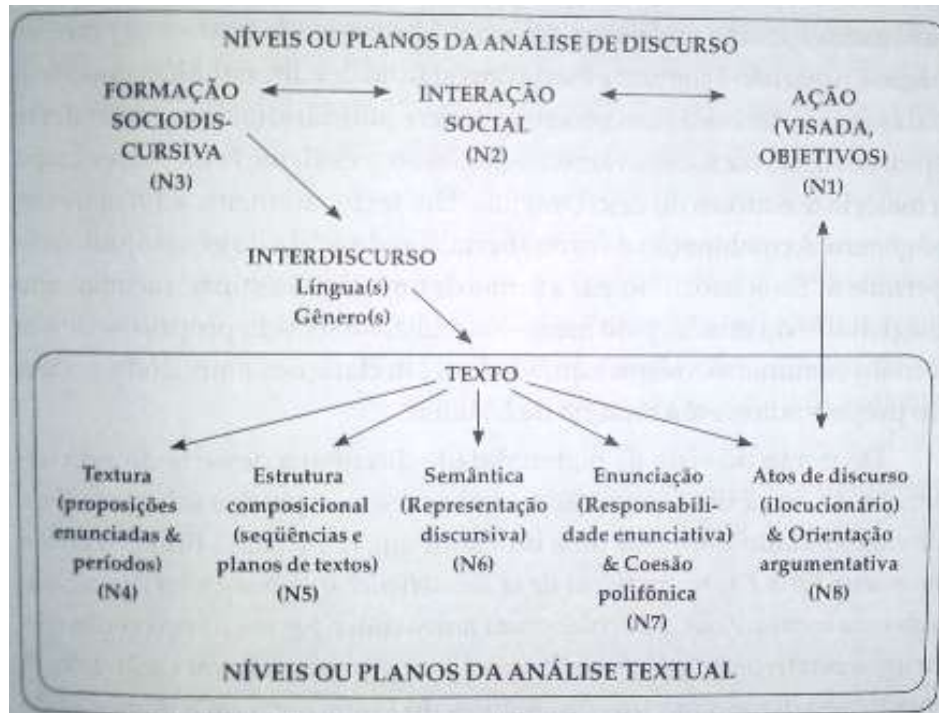 NÍVEIS OU PLANOS DA ANÁLISE DE DISCURSO
FORMAÇÃO
SOCIODIS-
CURSIVA
(N3)
INTERAÇÃO
SOCIAL
(N2)
AÇÃO
(VISADA,
OBJETIVOS)
(N1)
INTERDISCURSO
Língua(s)
Gênero(s)
TEXTO
Textura
(proposições
enunciadas &
períodos)
(N4)
Estrutura
composicional
(seqüências e
planos de textos)
(N5)
Semântica
(Representação
discursiva)
(N6)
Enunciação
(Responsabili-
dade enunciativa)
& Coesão
polifônica
(N7)
Atos de discurso
(ilocucionário)
& Orientação
argumentativa
(N8)
NÍVEIS OU PLANOS DA ANÁLISE TEXTUAL